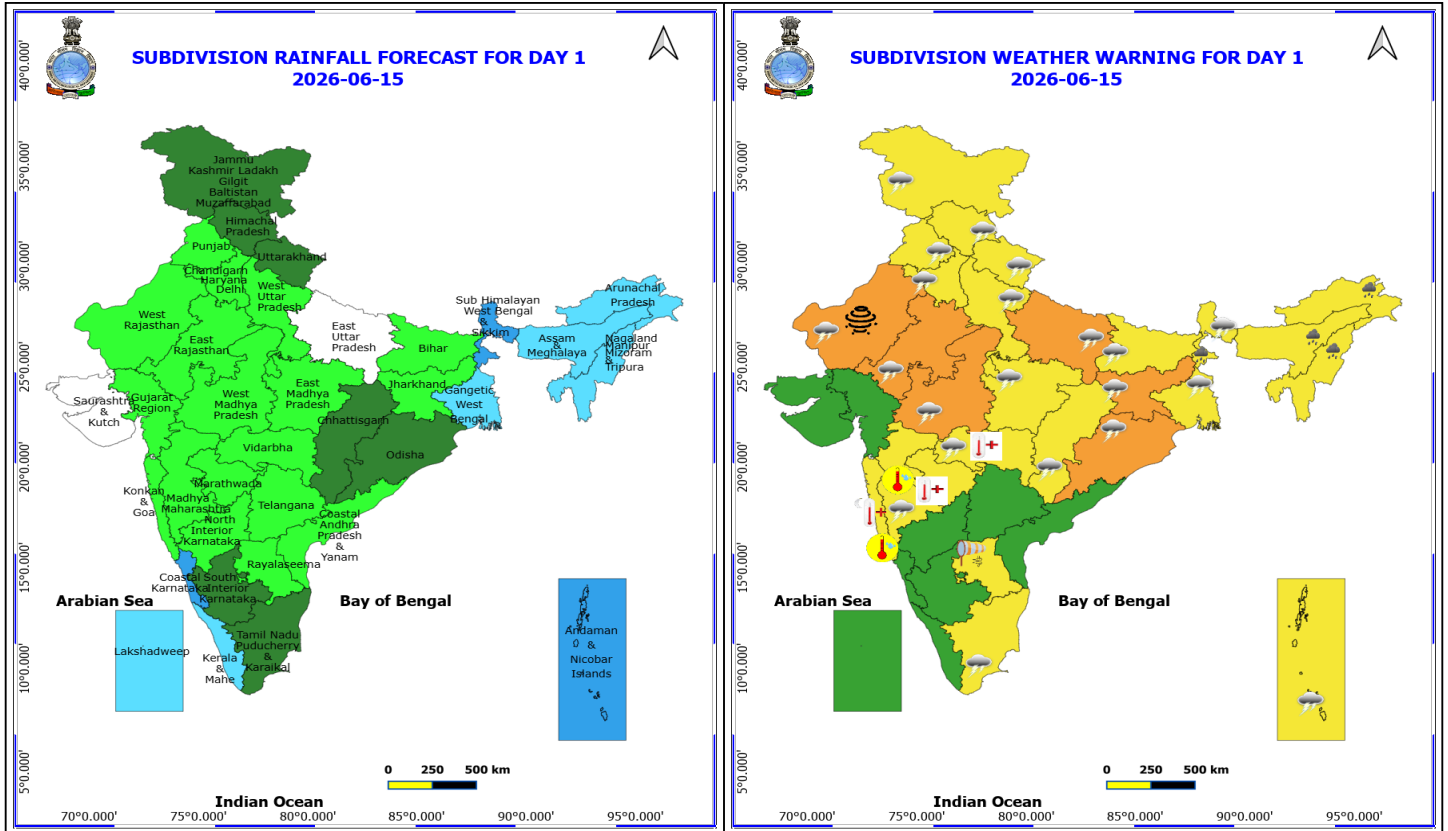 SUBDIVISION RAINFALL FORECAST FOR DAY 1
2026-06-15
40°0.000'
35°0.000'
30°0.000'
25°0.000'
20°0.000'
15°0.000'
10°0.000'
5°0.000'
Jammu
Kashmir Ladakh
Gilgit
Baltistan
Muzaffarabad
Himachal
Pradesh
Punjab
Uttarakhand
Chandigarh
Haryana
Delhi
West
Uttar
Pradesh
West
Rajasthan
East
Rajasthan
East
Uttar
Pradesh
Sub Himalayan
West Bengal
&
Sikkim
Arunachal
Pradesh
Assam
&
Meghalaya
Nagaland
Manipur
Mizoram
&
Tripura
Bihar
Jharkhand
Gangetic
West
Bengal
Saurashtra
&
Kutch
Gujarat
Region
West
Madhya
Pradesh
East
Madhya
Pradesh
Chhattisgarh
Odisha
Vidarbha
Konkan
&
Goa
Marathwada
Madhya
Maharashtra
North
Interior
Karnataka
Telangana
Coastal
Andhra
Pradesh
&
Yanam
Rayalaseema
Coastal
Karnataka
South
Interior
Karnataka
Arabian Sea
Bay of Bengal
Lakshadweep
Kerala
&
Mahe
Tamil Nadu
Puducherry
&
Karaikal
Andaman
&
Nicobar
Islands
0 250 500 km
Indian Ocean
70°0.000' 75°0.000' 80°0.000' 85°0.000' 90°0.000' 95°0.000'
SUBDIVISION WEATHER WARNING FOR DAY 1
2026-06-15
40°0.000'
35°0.000'
30°0.000'
25°0.000'
20°0.000'
15°0.000'
10°0.000'
5°0.000'
Arabian Sea
Bay of Bengal
0 250 500 km
Indian Ocean
70°0.000' 75°0.000' 80°0.000' 85°0.000' 90°0.000' 95°0.000'